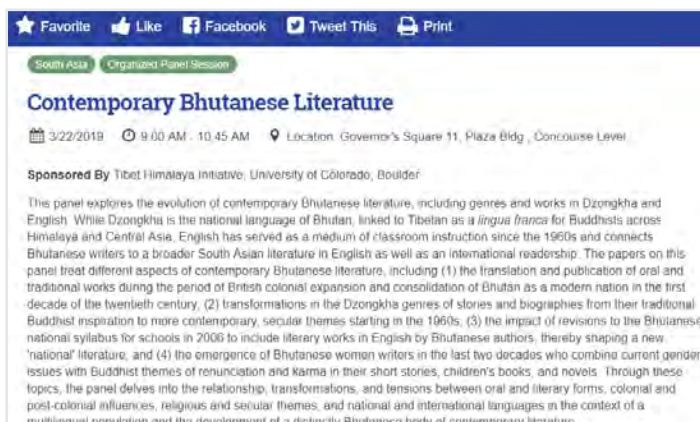 Favorite Like Facebook Tweet This Print
South Asia Organized Panel Session
Contemporary Bhutanese Literature
3/22/2019 9:00 AM - 10:45 AM Location: Governor's Square 11, Plaza Bldg., Concourse Level
Sponsored By Tibet Himalaya Initiative, University of Colorado, Boulder
This panel explores the evolution of contemporary Bhutanese literature, including genres and works in Dzongkha and
English. While Dzongkha is the national language of Bhutan, linked to Tibetan as a lingua franca for Buddhists across
Himalaya and Central Asia, English has served as a medium of classroom instruction since the 1960s and connects
Bhutanese writers to a broader South Asian literature in English as well as an international readership. The papers on this
panel treat different aspects of contemporary Bhutanese literature, including (1) the translation and publication of oral and
traditional works during the period of British colonial expansion and consolidation of Bhutan as a modern nation in the first
decade of the twentieth century, (2) transformations in the Dzongkha genres of stories and biographies from their traditional
Buddhist inspiration to more contemporary, secular themes starting in the 1960s, (3) the impact of revisions to the Bhutanese
national syllabus for schools in 2006 to include literary works in English by Bhutanese authors, thereby shaping a new
'national' literature, and (4) the emergence of Bhutanese women writers in the last two decades who combine current gender
issues with Buddhist themes of renunciation and karma in their short stories, children's books, and novels. Through these
topics, the panel delves into the relationship, transformations, and tensions between oral and literary forms, colonial and
post-colonial influences, religious and secular themes, and national and international languages in the context of a
multilingual population and the development of a distinctly Bhutanese body of contemporary literature